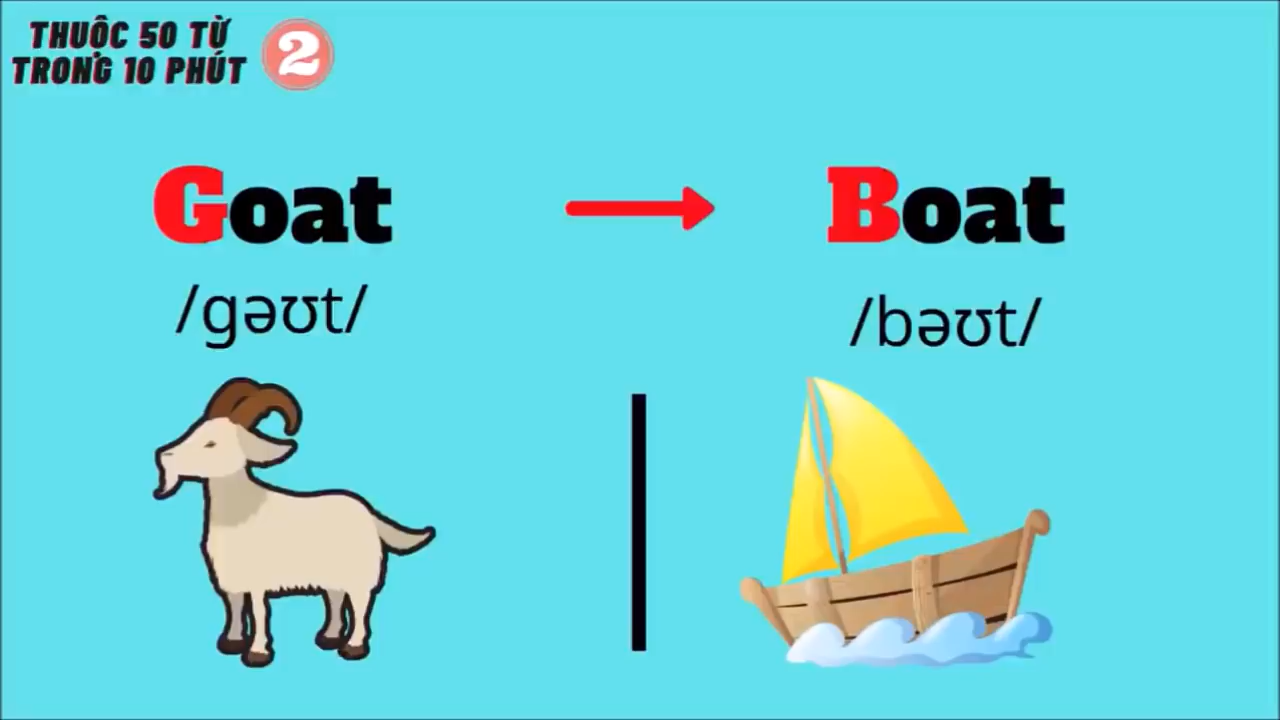 THUỘC 50 TỪ
TRONG 10 PHÚT
2
Goat
Boat
/gəʊt/
/bəʊt/